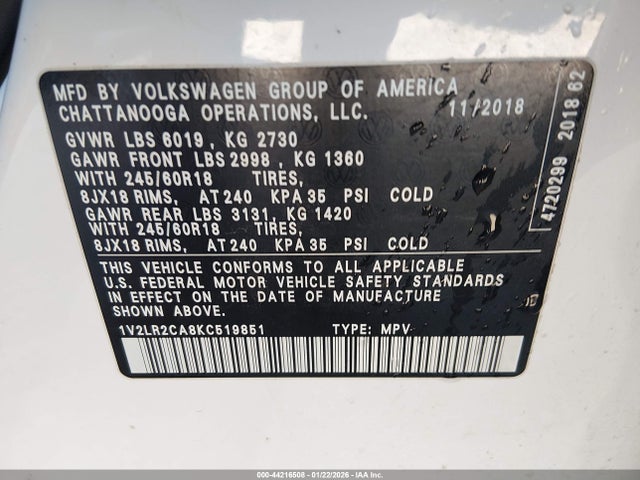 MFD BY VOLKSWAGEN GROUP OF AMERICA
CHATTANOOGA OPERATIONS, LLC. 11/2018
GVWR LBS 6019 , KG 2730
GAWR FRONT LBS 2998 , KG 1360
WITH 245/60R18 TIRES,
8JX18 RIMS, AT 240 KPA 35 PSI COLD
GAWR REAR LBS 3131, KG 1420
WITH 245/60R18 TIRES,
8JX18 RIMS, AT 240 KPA 35 PSI COLD
THIS VEHICLE CONFORMS TO ALL APPLICABLE
U.S. FEDERAL MOTOR VEHICLE SAFETY STANDARDS
IN EFFECT ON THE DATE OF MANUFACTURE
SHOWN ABOVE.
1V2LR2CA8KC519851 TYPE: MPV
4720299 2018 62
000-44216508 - 01/22/2026 - IAAI.com